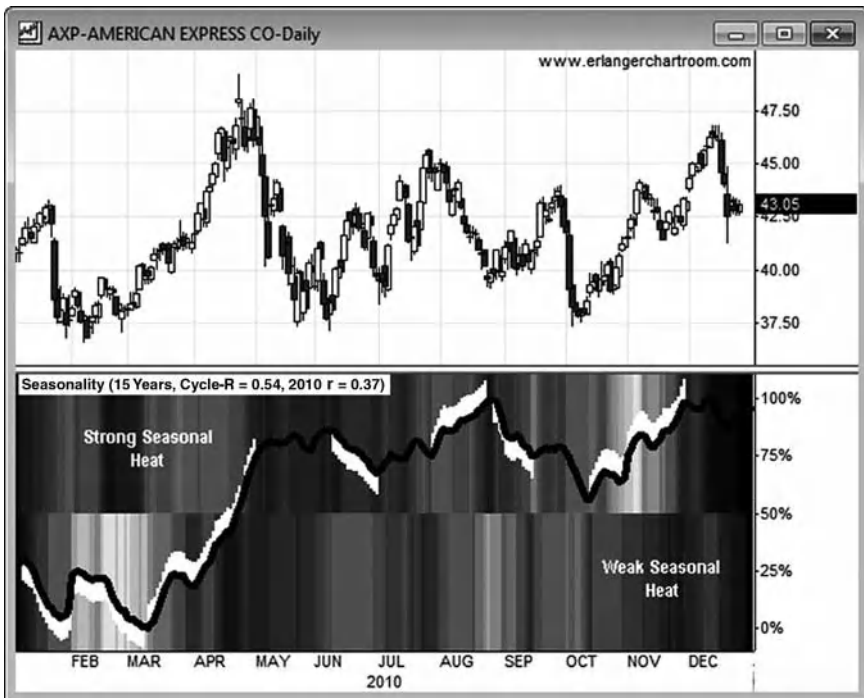 AXP-AMERICAN EXPRESS CO-Daily
www.erlangerchartroom.com
47.50
45.00
43.05
42.50
40.00
37.50
Seasonality (15 Years, Cycle-R = 0.54, 2010 r = 0.37)
100%
Strong Seasonal
Heat
75%
50%
Weak Seasonal
Heat
25%
0%
FEB MAR APR MAY JUN JUL AUG SEP OCT NOV DEC
2010